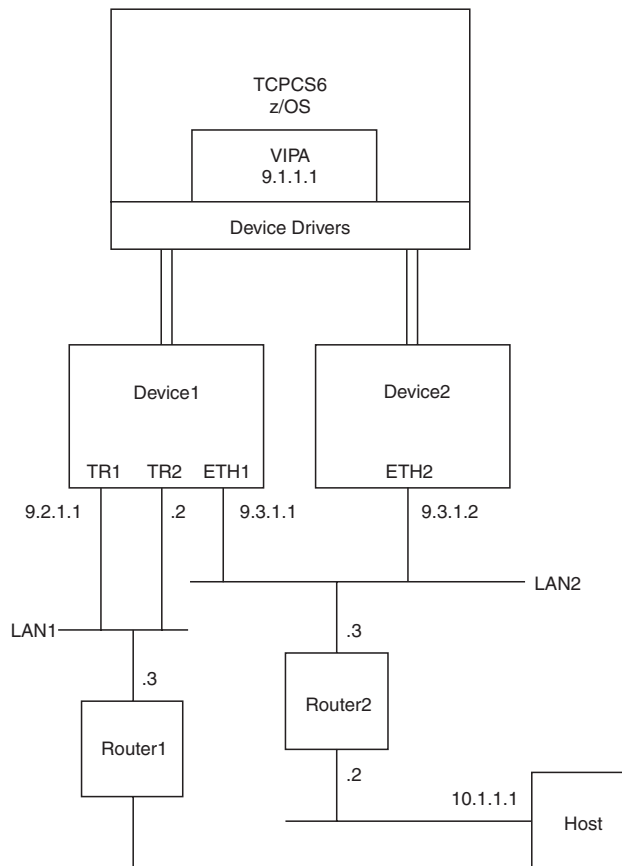 TCPCS6
z/OS
VIPA
9.1.1.1
Device Drivers
Device1
Device2
TR1 TR2 ETH1
ETH2
9.2.1.1 .2 9.3.1.1 9.3.1.2
LAN2
LAN1
.3
.3
Router2
Router1
.2
10.1.1.1
Host